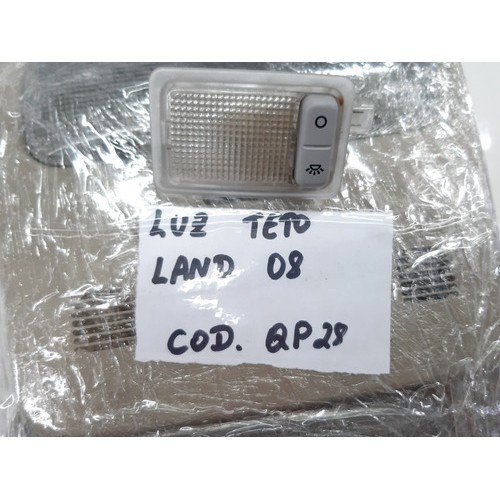 O
LUZ TETO
LAND 08
COD. QP28